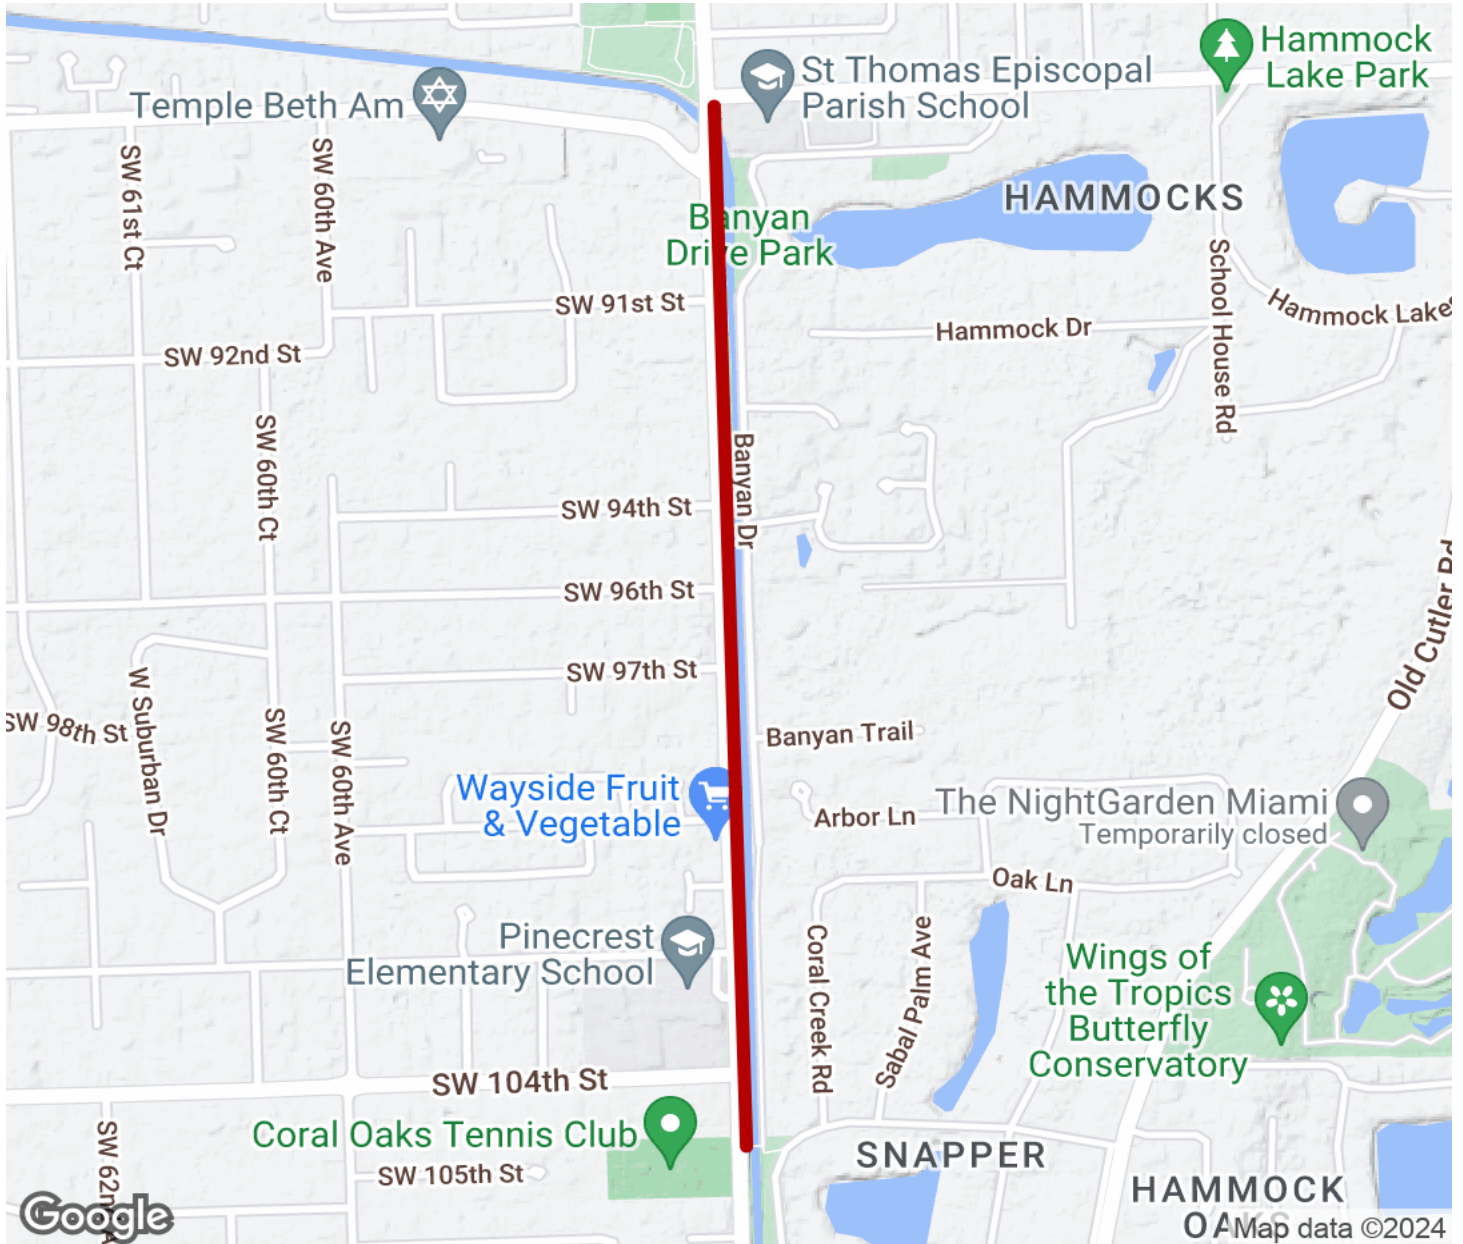 Hammock
Lake Park
St Thomas Episcopal
Parish School
Temple Beth Am
SW 61st Ct
SW 60th Ave
HAMMOCKS
Banyan
Drive Park
School House Rd
SW 91st St
Hammock Lakes
Hammock Dr
SW 92nd St
SW 60th Ct
Banyan Dr
SW 94th St
Old Cutler Rd
SW 96th St
SW 97th St
W Suburban Dr
SW 98th St
SW 60th Ct
SW 60th Ave
Banyan Trail
Wayside Fruit
& Vegetable
Arbor Ln
The NightGarden Miami
Temporarily closed
Oak Ln
Coral Creek Rd
Sabal Palm Ave
Pinecrest
Elementary School
Wings of
the Tropics
Butterfly
Conservatory
SW 104th St
Coral Oaks Tennis Club
SW 62nd A
SW 105th St
SNAPPER
HAMMOCK
OA
Google
Map data ©2024